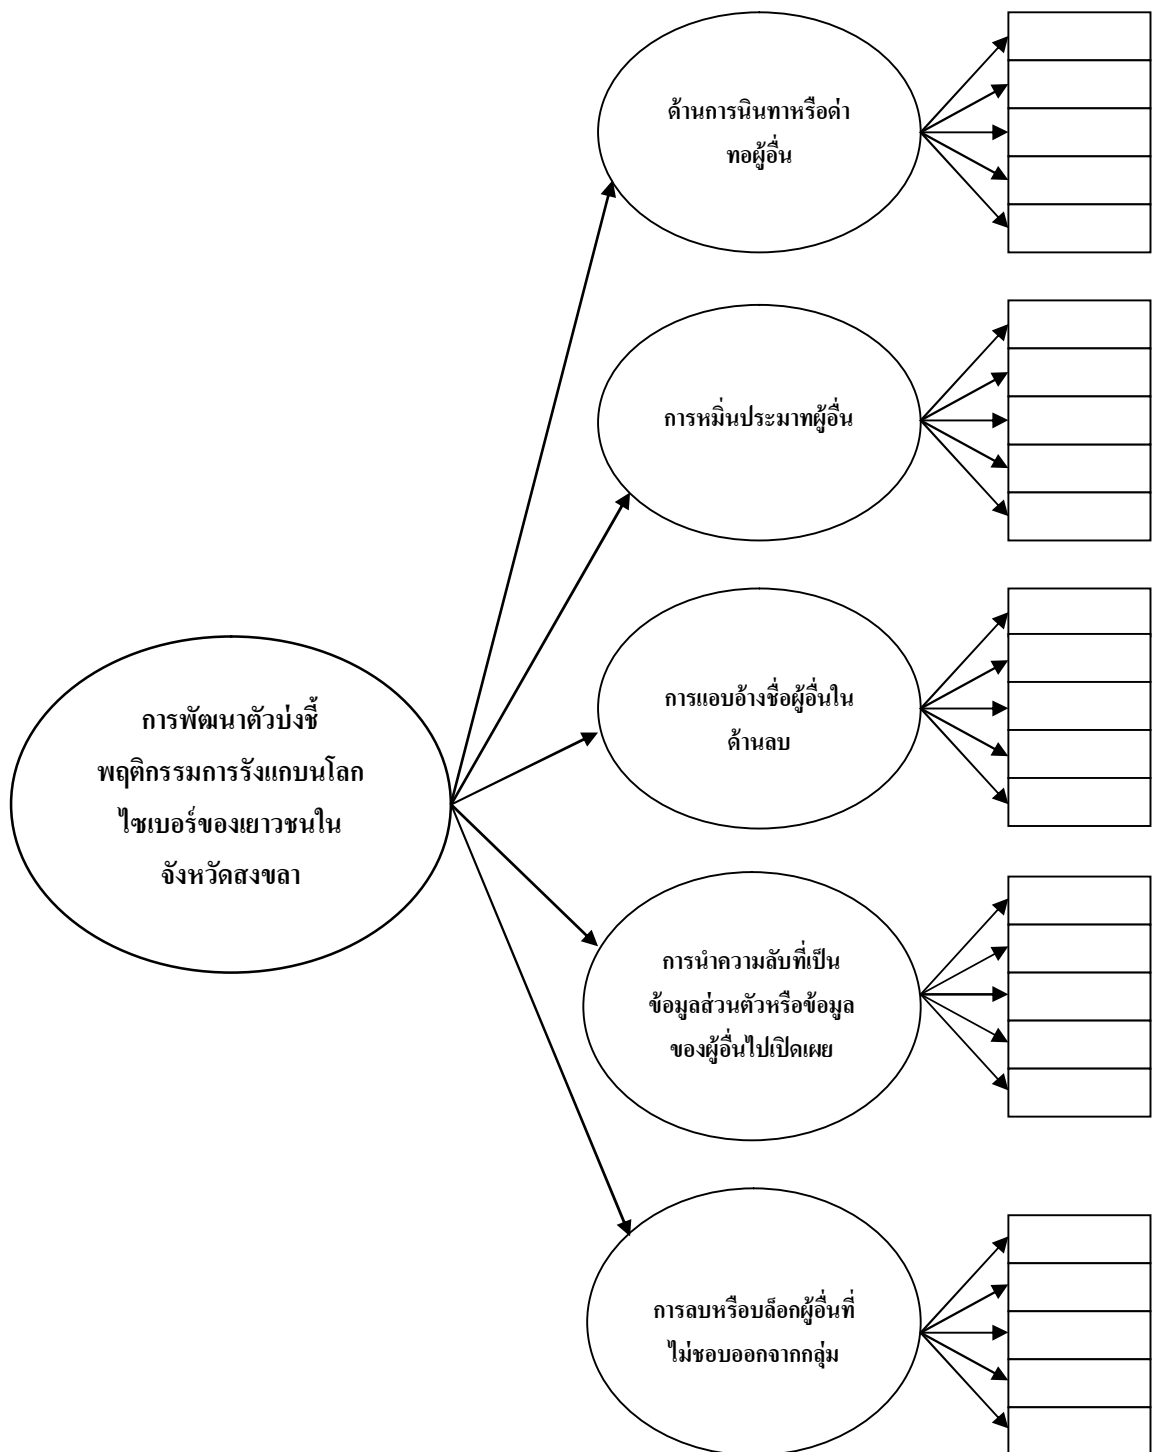 ด้านการนินทาหรือด่า
ทอผู้อื่น
การหมิ่นประมาทผู้อื่น
การแอบอ้างชื่อผู้อื่นใน
ด้านลบ
การพัฒนาตัวบ่งชี้
พฤติกรรมการรังแกบนโลก
ไซเบอร์ของเยาวชนใน
จังหวัดสงขลา
การนำความลับที่เป็น
ข้อมูลส่วนตัวหรือข้อมูล
ของผู้อื่นไปเปิดเผย
การลบหรือบล็อกผู้อื่นที่
ไม่ชอบออกจากกลุ่ม